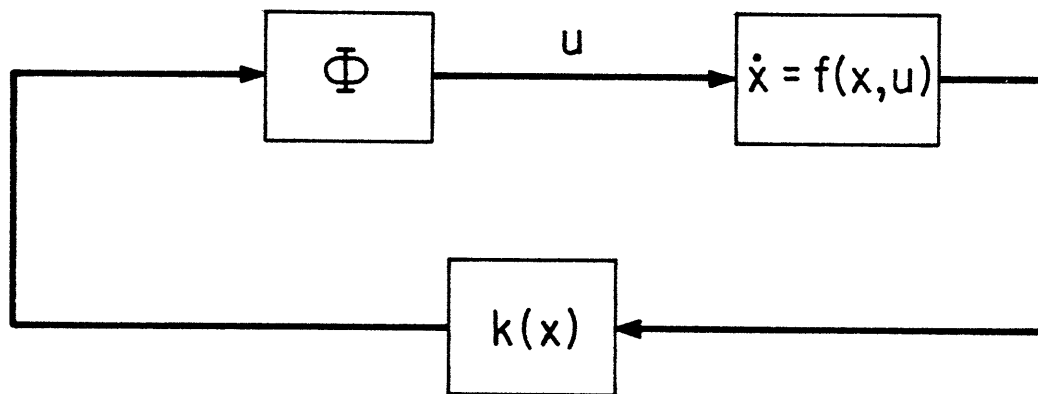 Φ
u
ẋ = f(x,u)
k(x)